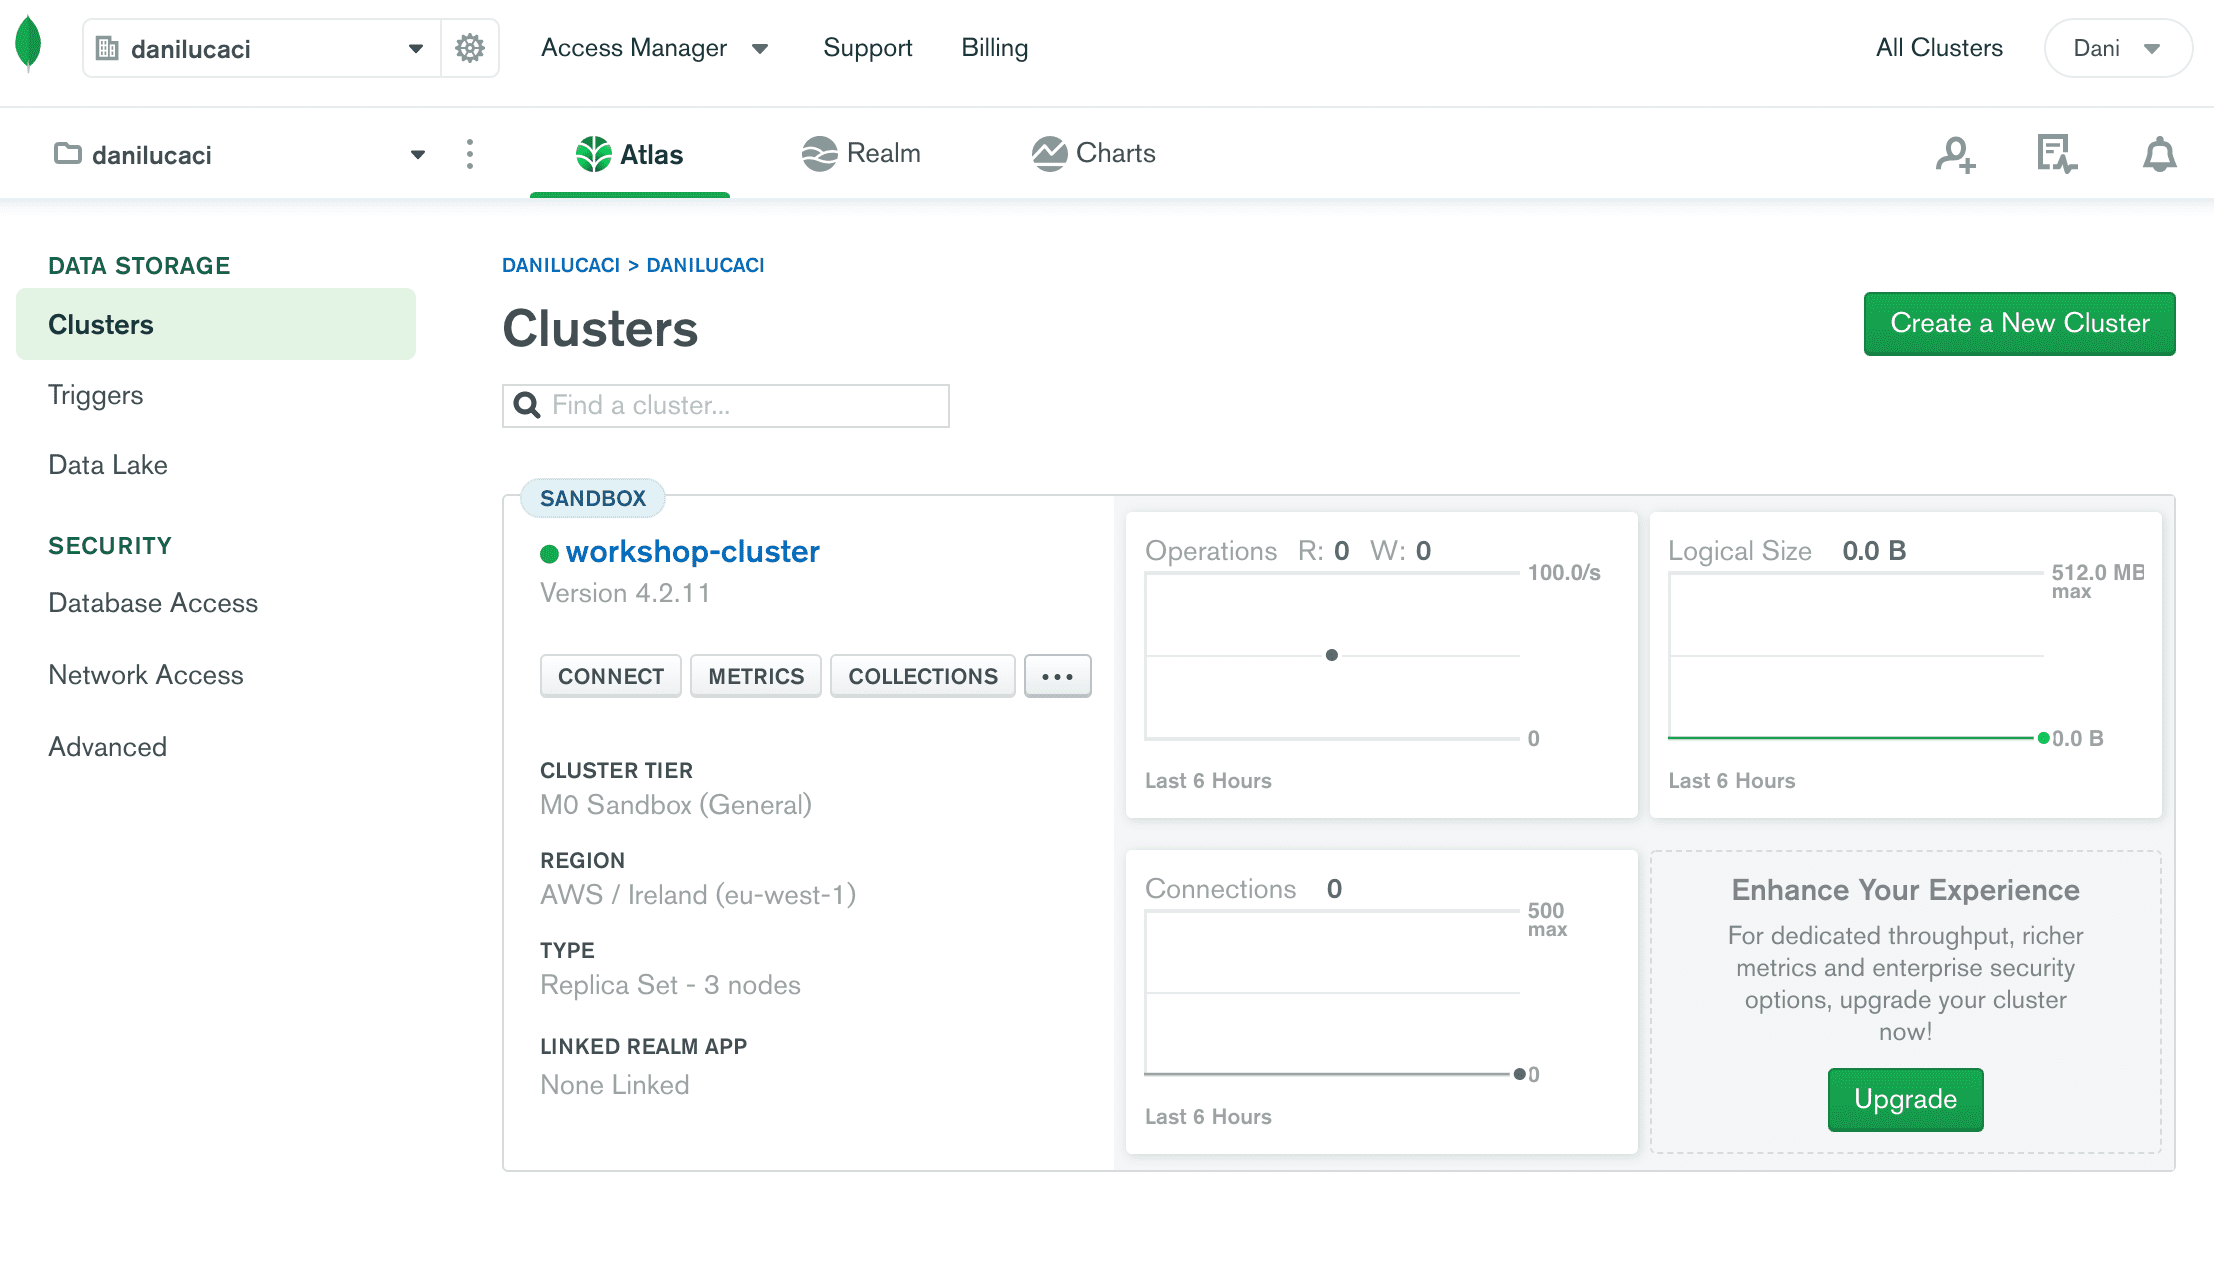 danilucaci
Access Manager
Support
Billing
All Clusters
Dani
danilucaci
Atlas
Realm
Charts
DATA STORAGE
Clusters
Triggers
Data Lake
SECURITY
Database Access
Network Access
Advanced
DANILUCACI > DANILUCACI
Clusters
Create a New Cluster
Find a cluster...
SANDBOX
workshop-cluster
Version 4.2.11
CONNECT
METRICS
COLLECTIONS
CLUSTER TIER
M0 Sandbox (General)
REGION
AWS / Ireland (eu-west-1)
TYPE
Replica Set - 3 nodes
LINKED REALM APP
None Linked
Operations R: 0 W: 0
100.0/s
0
Last 6 Hours
Logical Size 0.0 B
512.0 MB
max
0.0 B
Last 6 Hours
Connections 0
500
max
0
Last 6 Hours
Enhance Your Experience
For dedicated throughput, richer
metrics and enterprise security
options, upgrade your cluster
now!
Upgrade